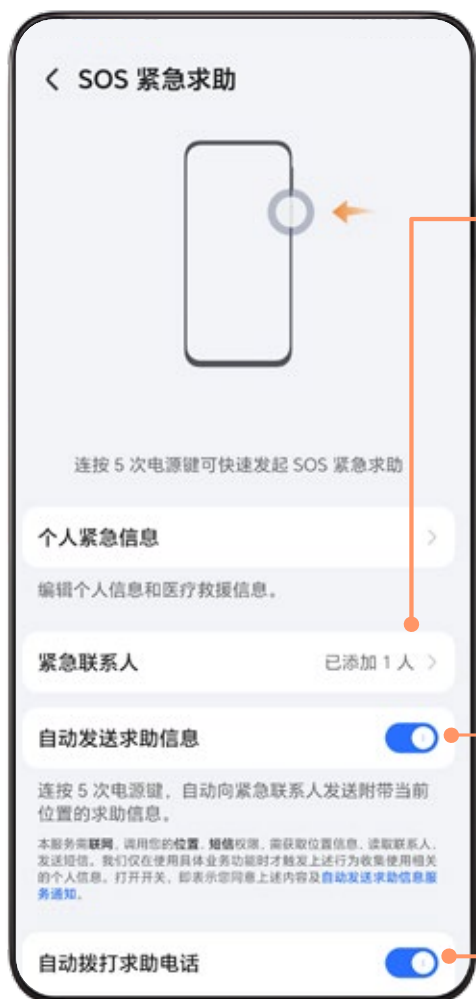 SOS 紧急求助
连按 5 次电源键可快速发起 SOS 紧急求助
个人紧急信息
编辑个人信息和医疗救援信息。
紧急联系人 已添加 1 人
自动发送求助信息
连按 5 次电源键，自动向紧急联系人发送附带当前
位置的求助信息。
本服务需联网，调用您的位置、短信权限，需获取位置信息、读取联系人、
发送短信。我们仅在使用具体业务功能时才触发上述行为收集使用相关
的个人信息。打开开关，即表示您同意上述内容及自动发送求助信息服
务通知。
自动拨打求助电话